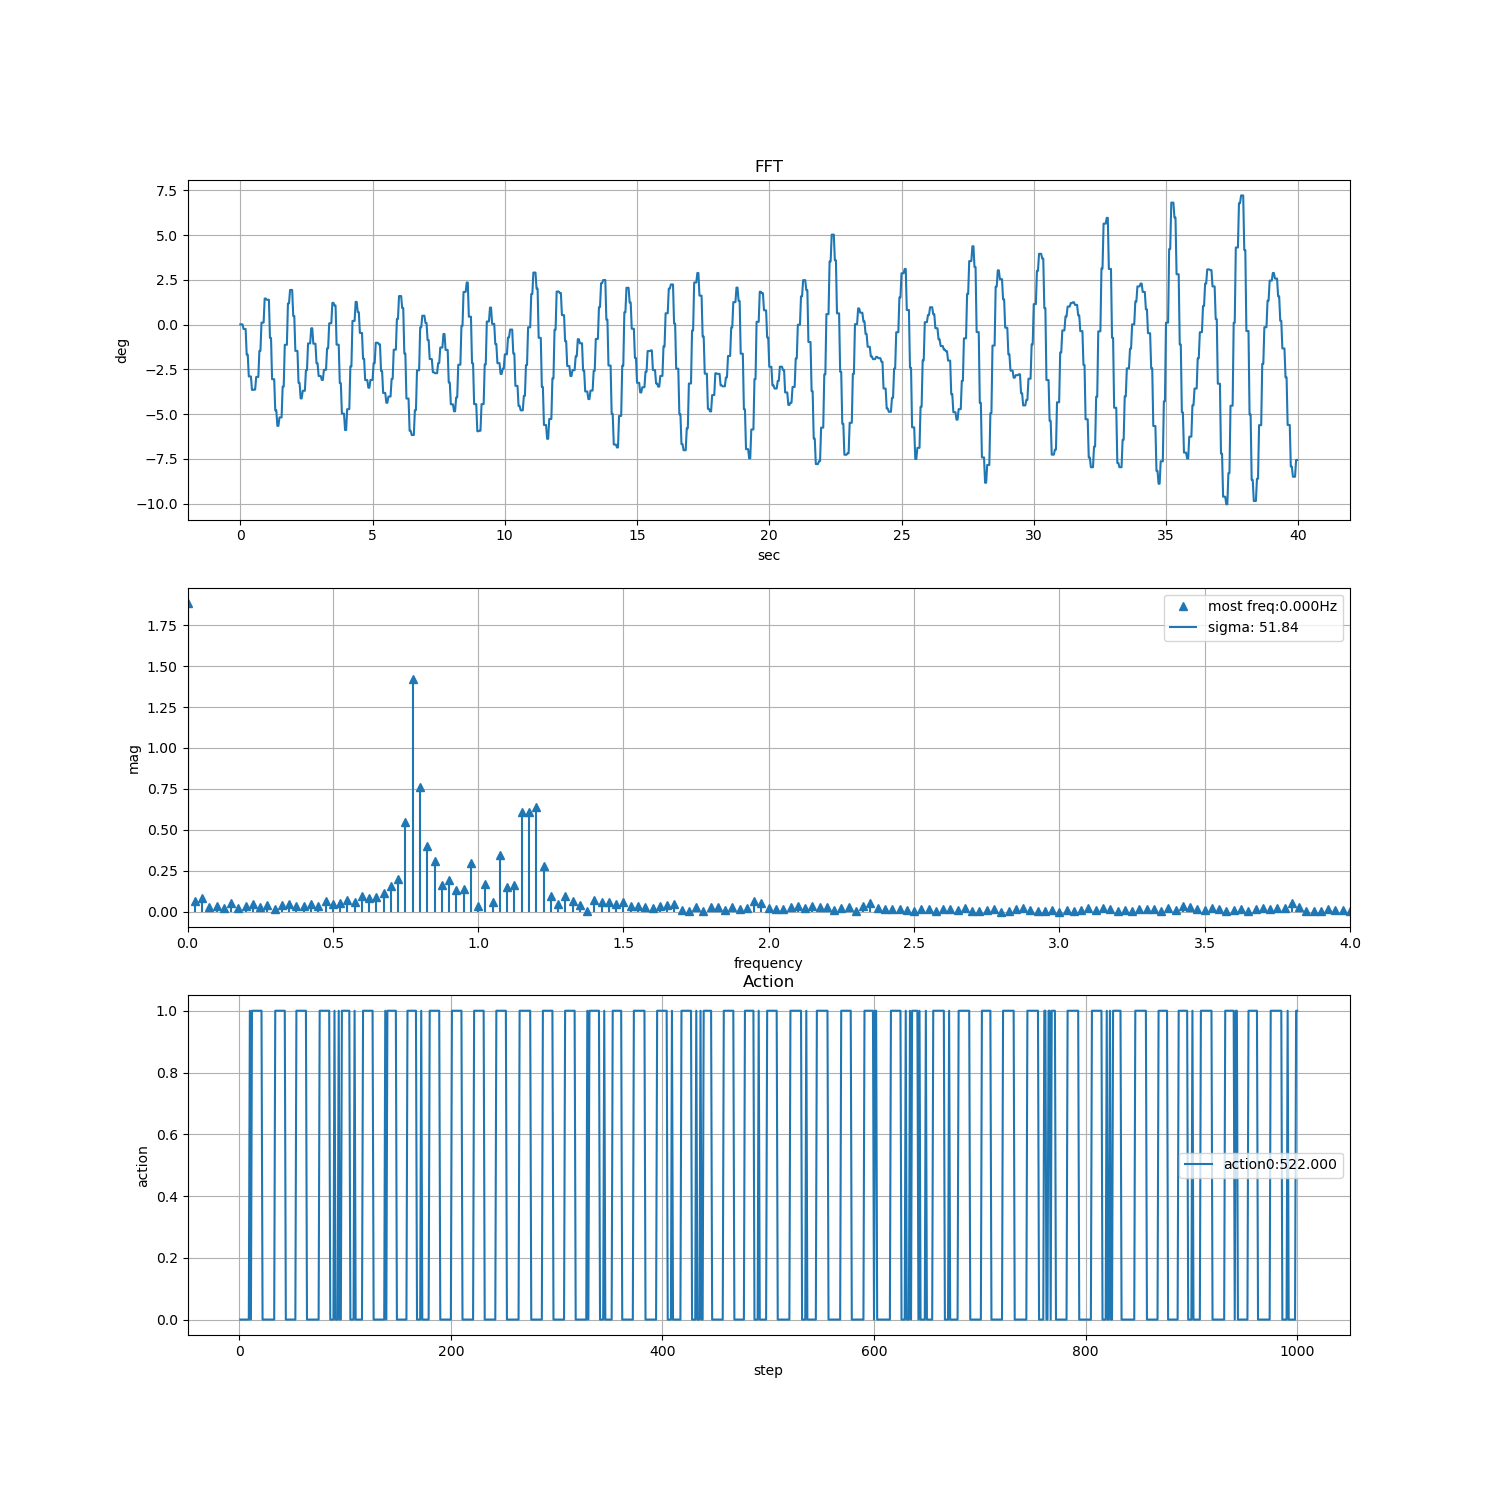 FFT
7.5
5.0
2.5
0.0
−2.5
−5.0
−7.5
−10.0
deg
0 5 10 15 20 25 30 35 40
sec
most freq:0.000Hz
sigma: 51.84
1.75
1.50
1.25
1.00
0.75
0.50
0.25
0.00
mag
0.0 0.5 1.0 1.5 2.0 2.5 3.0 3.5 4.0
frequency
Action
1.0
0.8
0.6
0.4
0.2
0.0
action
action0:522.000
0 200 400 600 800 1000
step